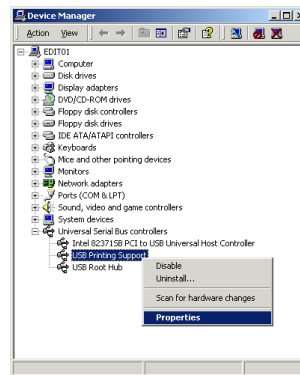 Device Manager
Action View
EDIT01
Computer
Disk drives
Display adapters
DVD/CD-ROM drives
Floppy disk controllers
Floppy disk drives
IDE ATA/ATAPI controllers
Keyboards
Mice and other pointing devices
Monitors
Network adapters
Ports (COM & LPT)
Sound, video and game controllers
System devices
Universal Serial Bus controllers
Intel 82371SB PCI to USB Universal Host Controller
USB Printing Support
USB Root Hub
Disable
Uninstall...
Scan for hardware changes
Properties